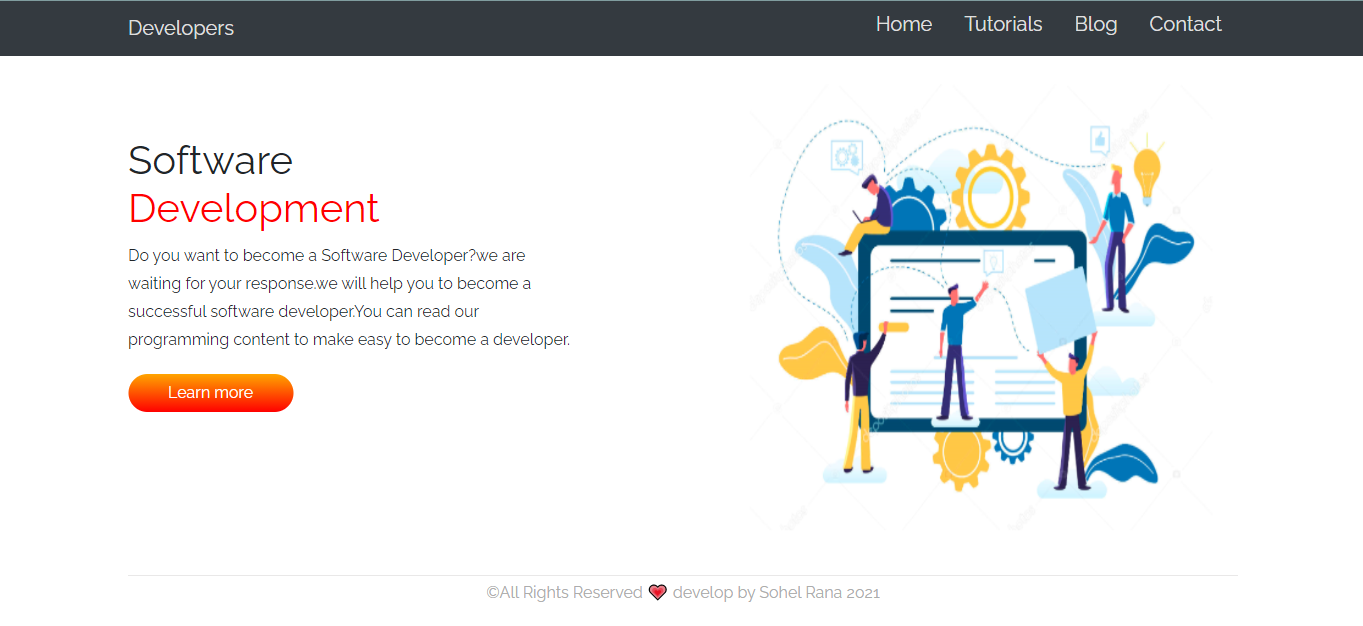 Developers
Home Tutorials Blog Contact
Software
Development
Do you want to become a Software Developer?we are
waiting for your response.we will help you to become a
successful software developer.You can read our
programming content to make easy to become a developer.
Learn more
©All Rights Reserved ❤ develop by Sohel Rana 2021